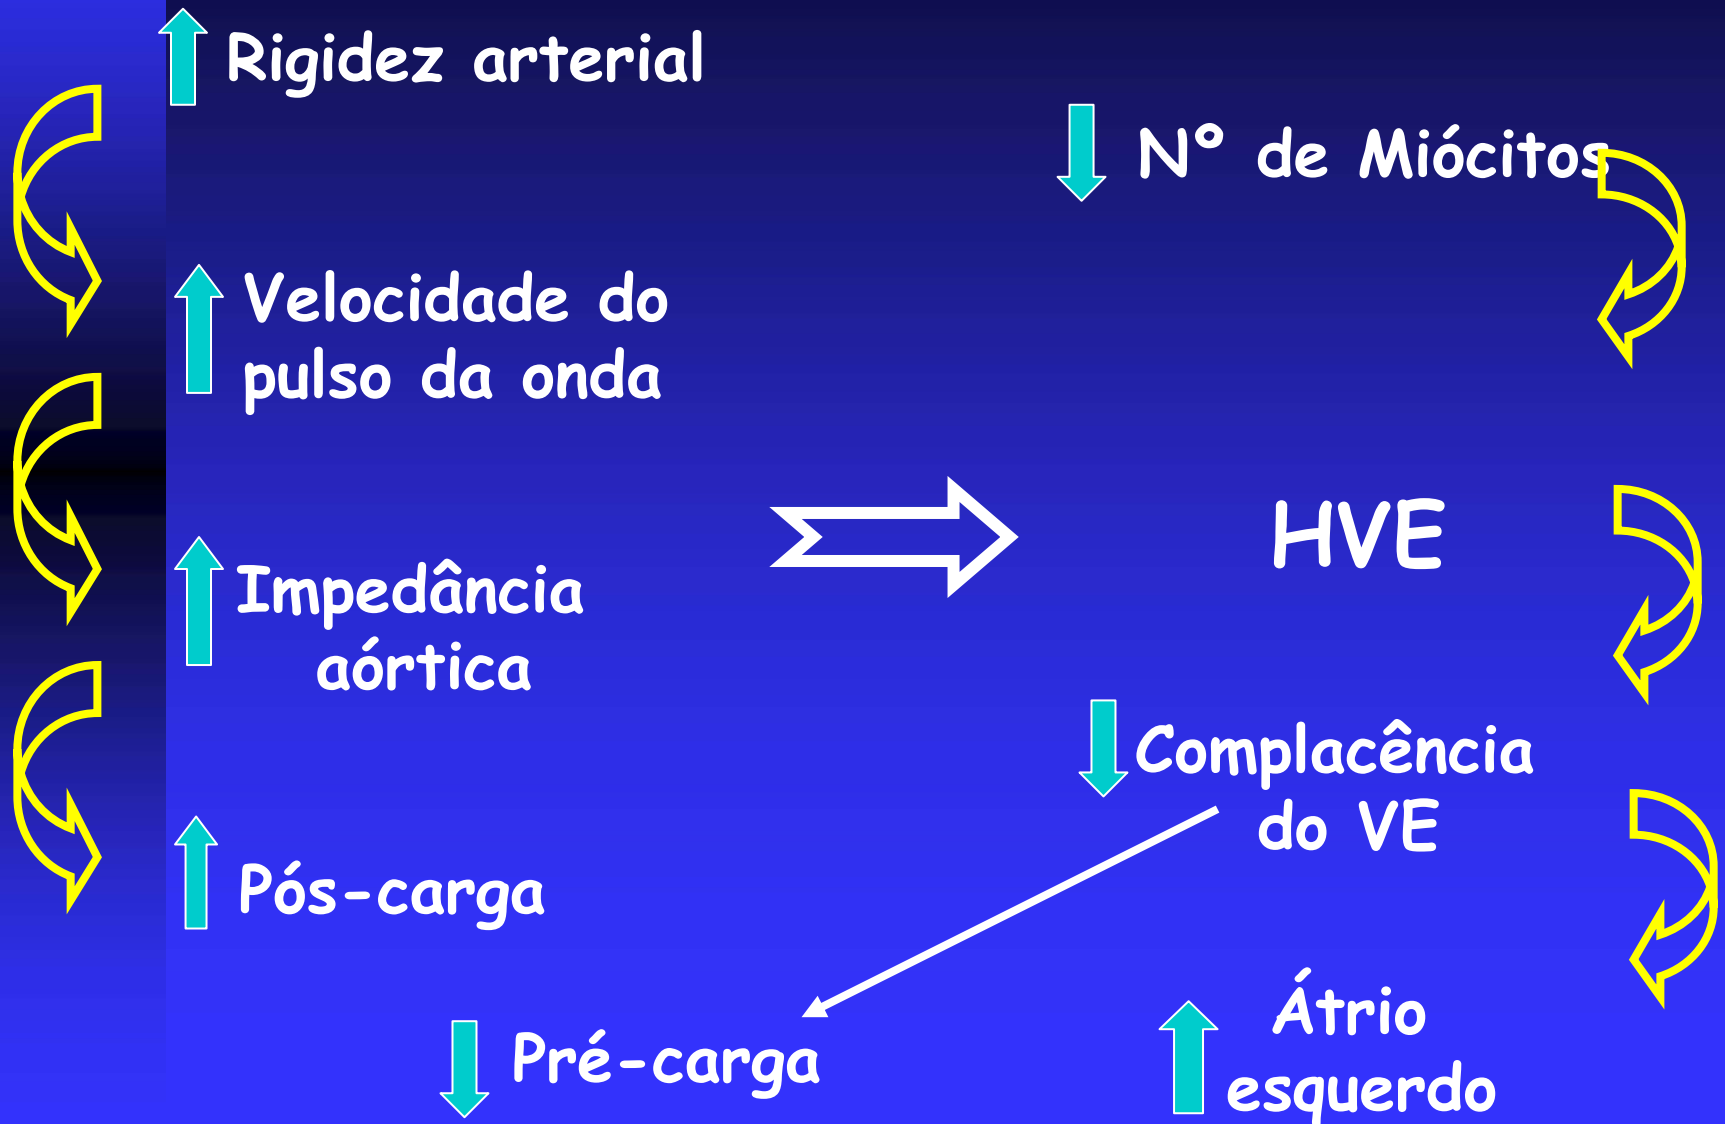 Rigidez arterial
Nº de Miócitos
Velocidade do
pulso da onda
HVE
Impedância
aórtica
Complacência
do VE
Pós-carga
Pré-carga
Átrio
esquerdo